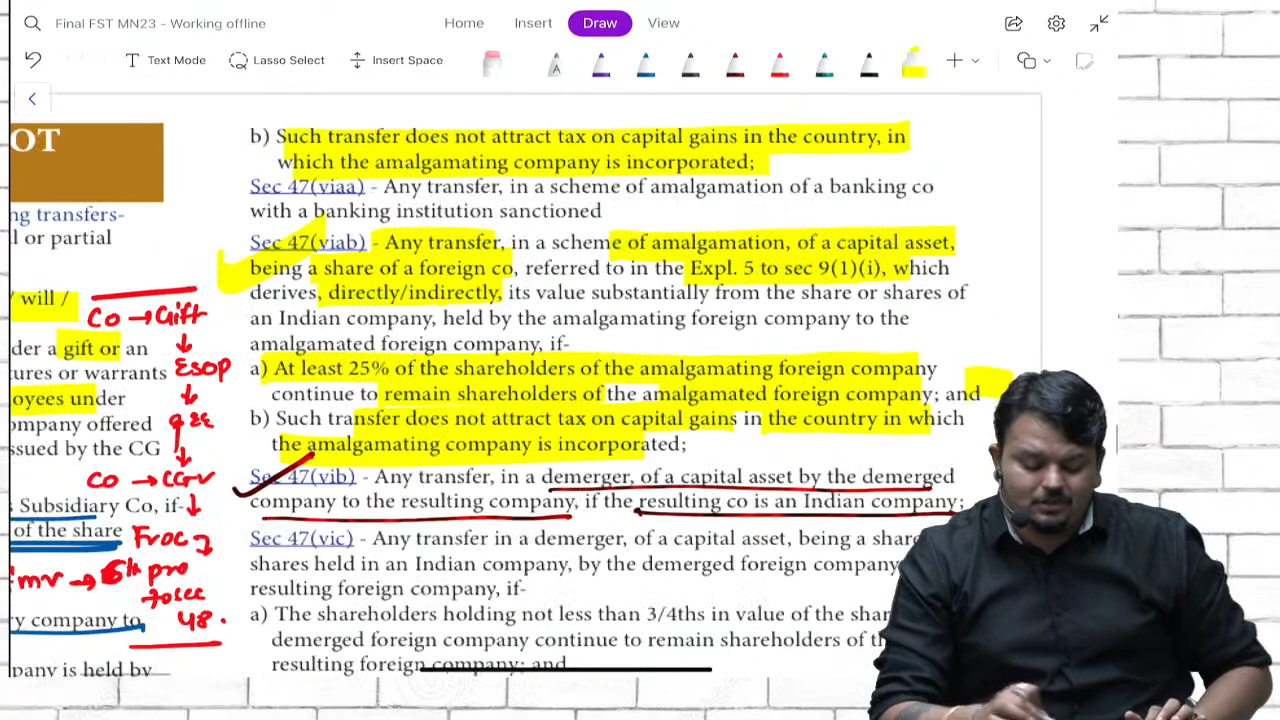 Final FST MN23 - Working offline
Home Insert Draw View
Text Mode Lasso Select Insert Space
OT
ng transfers-
l or partial
/ will /
der a gift or an
tures or warrants
oyees under
ompany offered
ssued by the CG
Subsidiary Co, if-
of the share
y company to
pany is held by
Co → Gift
ESOP
Co → CGV
Froc
6th pro
to sec
48.
b) Such transfer does not attract tax on capital gains in the country, in
which the amalgamating company is incorporated;
Sec 47(viaa) - Any transfer, in a scheme of amalgamation of a banking co
with a banking institution sanctioned
Sec 47(viab) - Any transfer, in a scheme of amalgamation, of a capital asset,
being a share of a foreign co, referred to in the Expl. 5 to sec 9(1)(i), which
derives, directly/indirectly, its value substantially from the share or shares of
an Indian company, held by the amalgamating foreign company to the
amalgamated foreign company, if-
a) At least 25% of the shareholders of the amalgamating foreign company
continue to remain shareholders of the amalgamated foreign company; and
b) Such transfer does not attract tax on capital gains in the country in which
the amalgamating company is incorporated;
Sec 47(vib) - Any transfer, in a demerger, of a capital asset by the demerged
company to the resulting company, if the resulting co is an Indian company;
Sec 47(vic) - Any transfer in a demerger, of a capital asset, being a share
shares held in an Indian company, by the demerged foreign company
resulting foreign company, if-
a) The shareholders holding not less than 3/4ths in value of the shar
demerged foreign company continue to remain shareholders of th
resulting foreign company; and